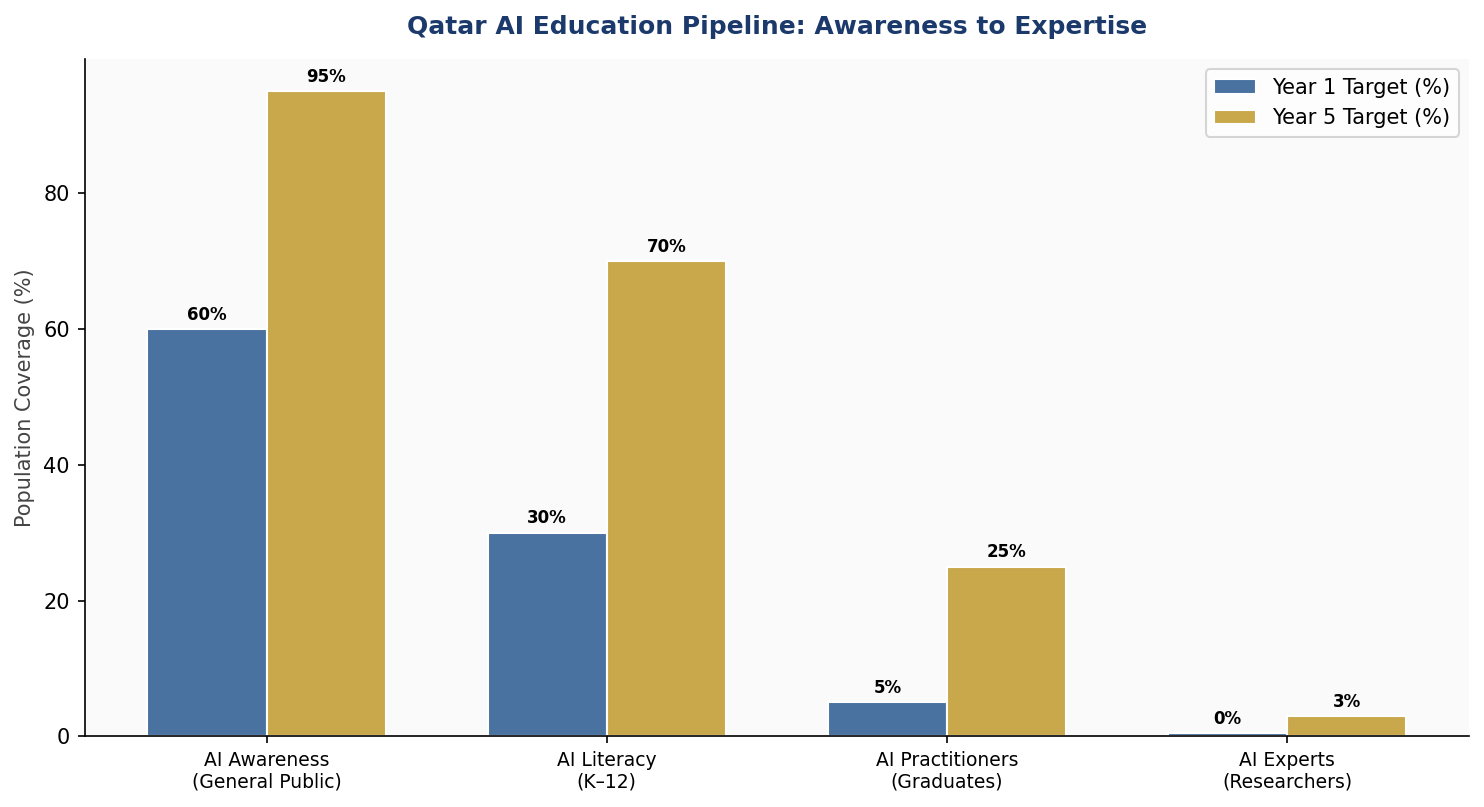 Qatar AI Education Pipeline: Awareness to Expertise
Year 1 Target (%)
Year 5 Target (%)
Population Coverage (%)
80
60
40
20
0
95%
60%
70%
30%
25%
5%
0%
3%
AI Awareness
(General Public)
AI Literacy
(K–12)
AI Practitioners
(Graduates)
AI Experts
(Researchers)